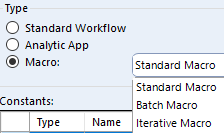 Type
Standard Workflow
Analytic App
Macro:
Standard Macro
Standard Macro
Batch Macro
Iterative Macro
Constants:
Type Name